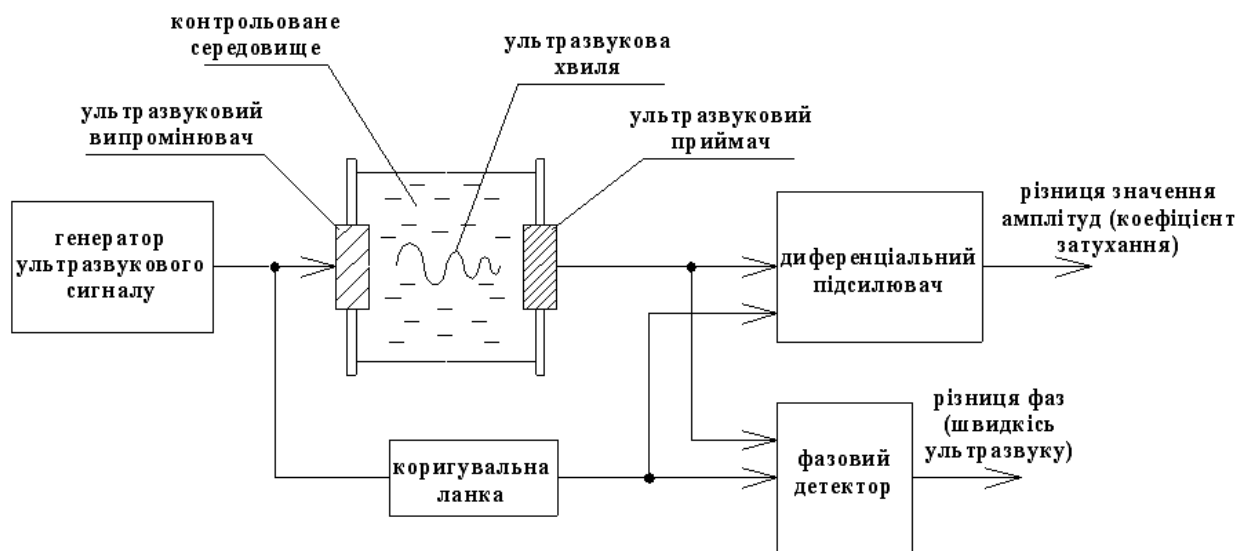 контрольоване
середовище
ультразвукова
хвиля
ультразвуковий
випромінювач
ультразвуковий
приймач
генератор
ультразвукового
сигналу
диференціальний
підсилювач
різниця значення
амплітуд (коефіцієнт
затухання)
коригувальна
ланка
фазовий
детектор
різниця фаз
(швидкісь
ультразвуку)